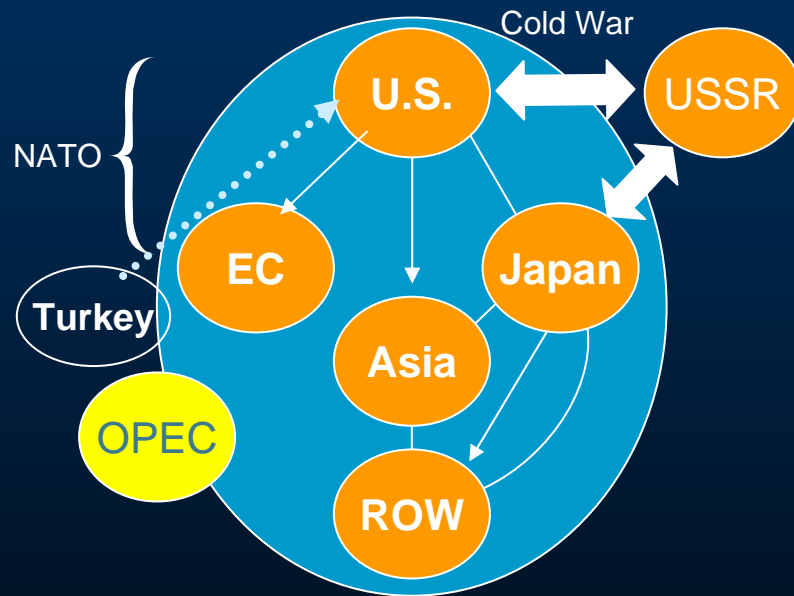 Cold War
U.S.
USSR
NATO
EC
Japan
Turkey
Asia
OPEC
ROW